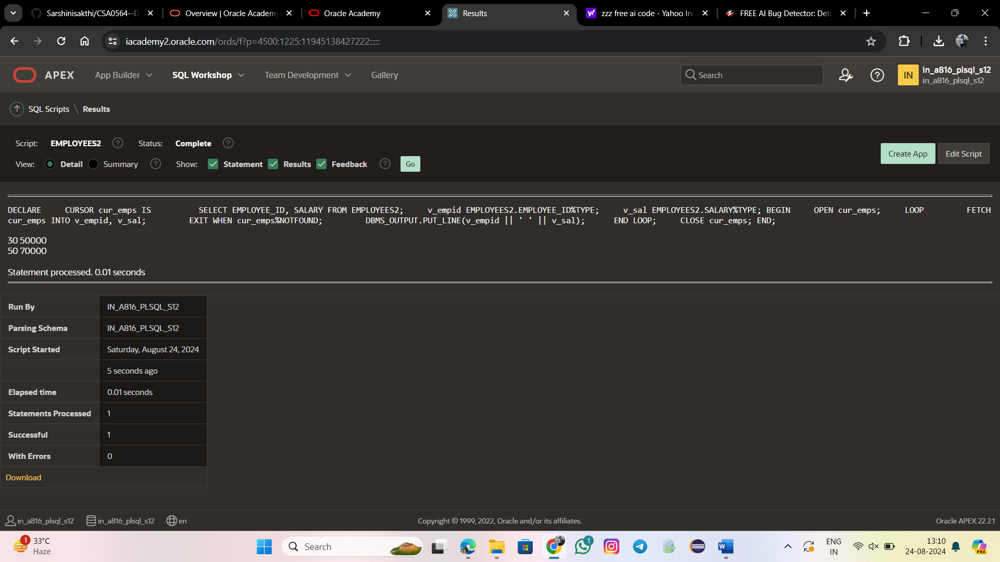 Sarshinisakthi/CSA0564--D
Overview | Oracle Academy
Oracle Academy
Results
zzz free ai code - Yahoo Ind
FREE AI Bug Detector: Dete
iacademy2.oracle.com/ords/f?p=4500:1225:11945138427222:::::
APEX
App Builder
SQL Workshop
Team Development
Gallery
Search
IN
in_a816_plsql_s12
in_a816_plsql_s12
SQL Scripts \ Results
Script: EMPLOYEES2 ? Status: Complete ?
View: Detail Summary ? Show: Statement Results Feedback ? Go
Create App
Edit Script
DECLARE CURSOR cur_emps IS SELECT EMPLOYEE_ID, SALARY FROM EMPLOYEES2; v_empid EMPLOYEES2.EMPLOYEE_ID%TYPE; v_sal EMPLOYEES2.SALARY%TYPE; BEGIN OPEN cur_emps; LOOP FETCH
cur_emps INTO v_empid, v_sal; EXIT WHEN cur_emps%NOTFOUND; DBMS_OUTPUT.PUT_LINE(v_empid || ' ' || v_sal); END LOOP; CLOSE cur_emps; END;
30 50000
50 70000
Statement processed. 0.01 seconds
Run By IN_A816_PLSQL_S12
Parsing Schema IN_A816_PLSQL_S12
Script Started Saturday, August 24, 2024
5 seconds ago
Elapsed time 0.01 seconds
Statements Processed 1
Successful 1
With Errors 0
Download
in_a816_plsql_s12 in_a816_plsql_s12 en
Copyright © 1999, 2022, Oracle and/or its affiliates.
Oracle APEX 22.2.1
1
33°C
Haze
Search
W
1
ENG
IN
13:10
24-08-2024
PRE